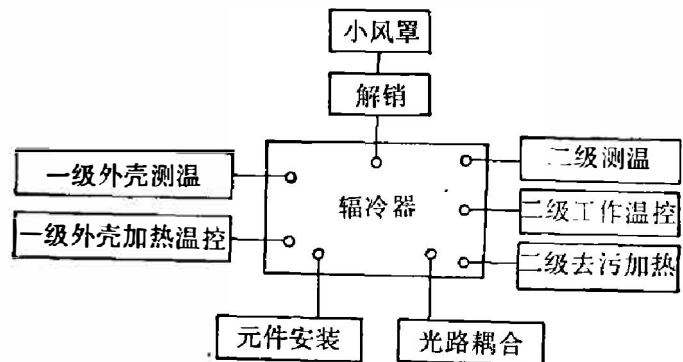 小风罩
解销
一级外壳测温
二级测温
辐冷器
二级工作温控
一级外壳加热温控
二级去污加热
元件安装
光路耦合